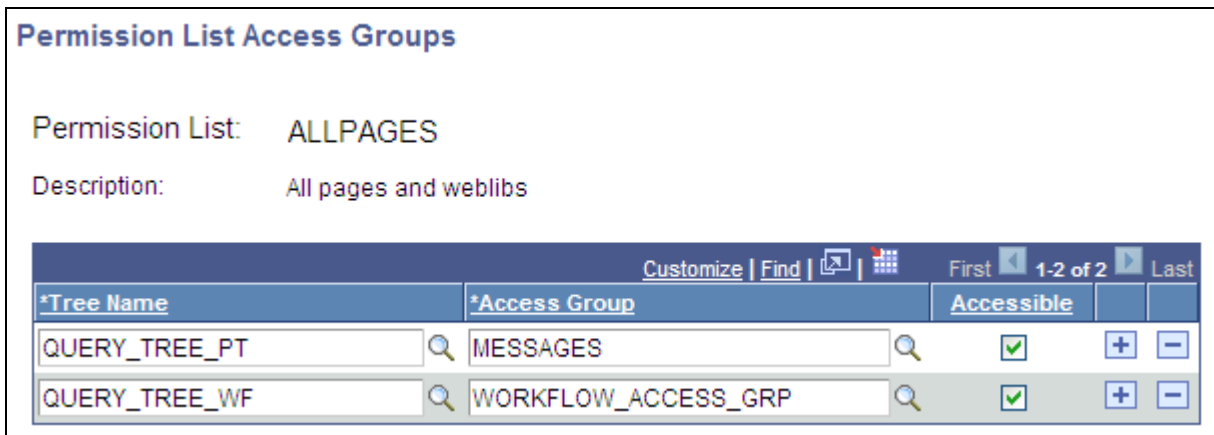 Permission List Access Groups
Permission List: ALLPAGES
Description: All pages and weblibs
Customize | Find | | First 1-2 of 2 Last
*Tree Name *Access Group Accessible
QUERY_TREE_PT MESSAGES
QUERY_TREE_WF WORKFLOW_ACCESS_GRP